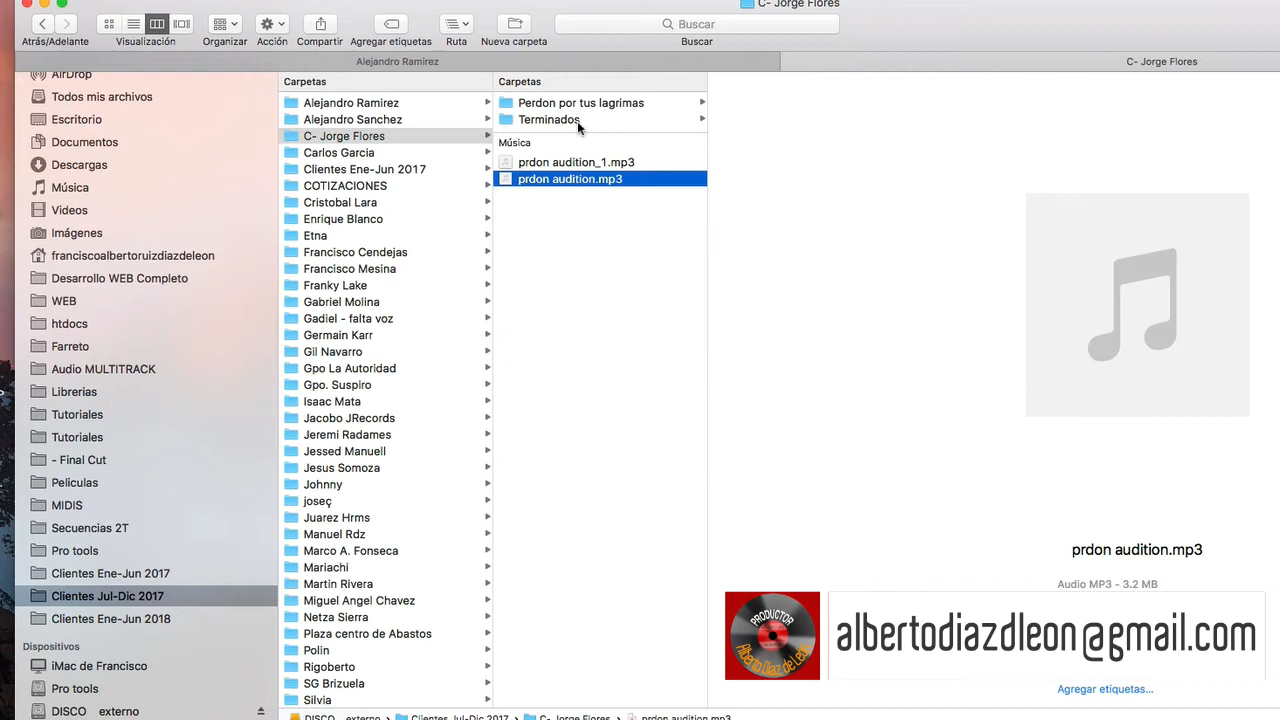 C- Jorge Flores
Buscar
Atrás/Adelante
Visualización
Organizar
Acción
Compartir
Agregar etiquetas
Ruta
Nueva carpeta
Buscar
Alejandro Ramirez
C- Jorge Flores
AirDrop
Todos mis archivos
Escritorio
Documentos
Descargas
Música
Videos
Imágenes
franciscoalbertoruizdiazdeleon
Desarrollo WEB Completo
WEB
htdocs
Farreto
Audio MULTITRACK
Librerias
Tutoriales
Tutoriales
- Final Cut
Peliculas
MIDIS
Secuencias 2T
Pro tools
Clientes Ene-Jun 2017
Clientes Jul-Dic 2017
Clientes Ene-Jun 2018
Dispositivos
iMac de Francisco
Pro tools
DISCO externo
Carpetas
Alejandro Ramirez
Alejandro Sanchez
C- Jorge Flores
Carlos Garcia
Clientes Ene-Jun 2017
COTIZACIONES
Cristobal Lara
Enrique Blanco
Etna
Francisco Cendejas
Francisco Mesina
Franky Lake
Gabriel Molina
Gadiel - falta voz
Germain Karr
Gil Navarro
Gpo La Autoridad
Gpo. Suspiro
Isaac Mata
Jacobo JRecords
Jeremi Radames
Jessed Manuell
Jesus Somoza
Johnny
joseç
Juarez Hrms
Manuel Rdz
Marco A. Fonseca
Mariachi
Martin Rivera
Miguel Angel Chavez
Netza Sierra
Plaza centro de Abastos
Polin
Rigoberto
SG Brizuela
Silvia
Carpetas
Perdon por tus lagrimas
Terminados
Música
prdon audition_1.mp3
prdon audition.mp3
prdon audition.mp3
Audio MP3 - 3.2 MB
PRODUCTOR
Alberto Diaz de Leon
albertodiazdleon@gmail.com
Agregar etiquetas...
DISCO externo
Clientes Jul-Dic 2017
C- Jorge Flores
prdon audition.mp3